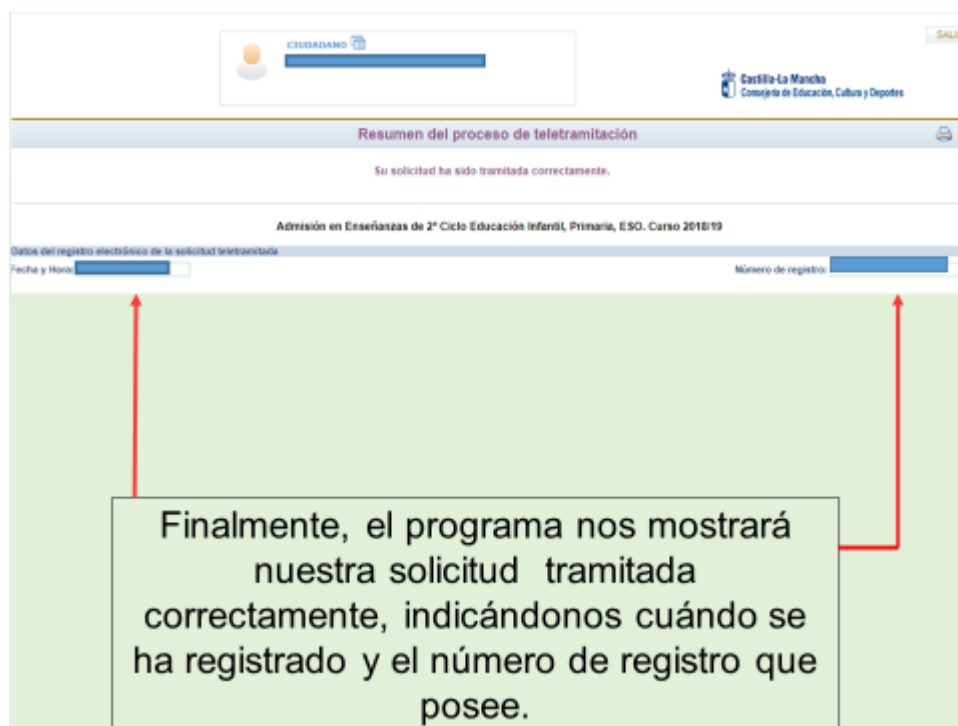 CIUDADANO
SALI
Castilla-La Mancha
Consejería de Educación, Cultura y Deportes
Resumen del proceso de teletramitación
Su solicitud ha sido tramitada correctamente.
Admisión en Enseñanzas de 2º Ciclo Educación Infantil, Primaria, ESO. Curso 2018/19
Datos del registro electrónico de la solicitud teletramitada
Fecha y Hora:
Número de registro:
Finalmente, el programa nos mostrará
nuestra solicitud tramitada
correctamente, indicándonos cuándo se
ha registrado y el número de registro que
posee.